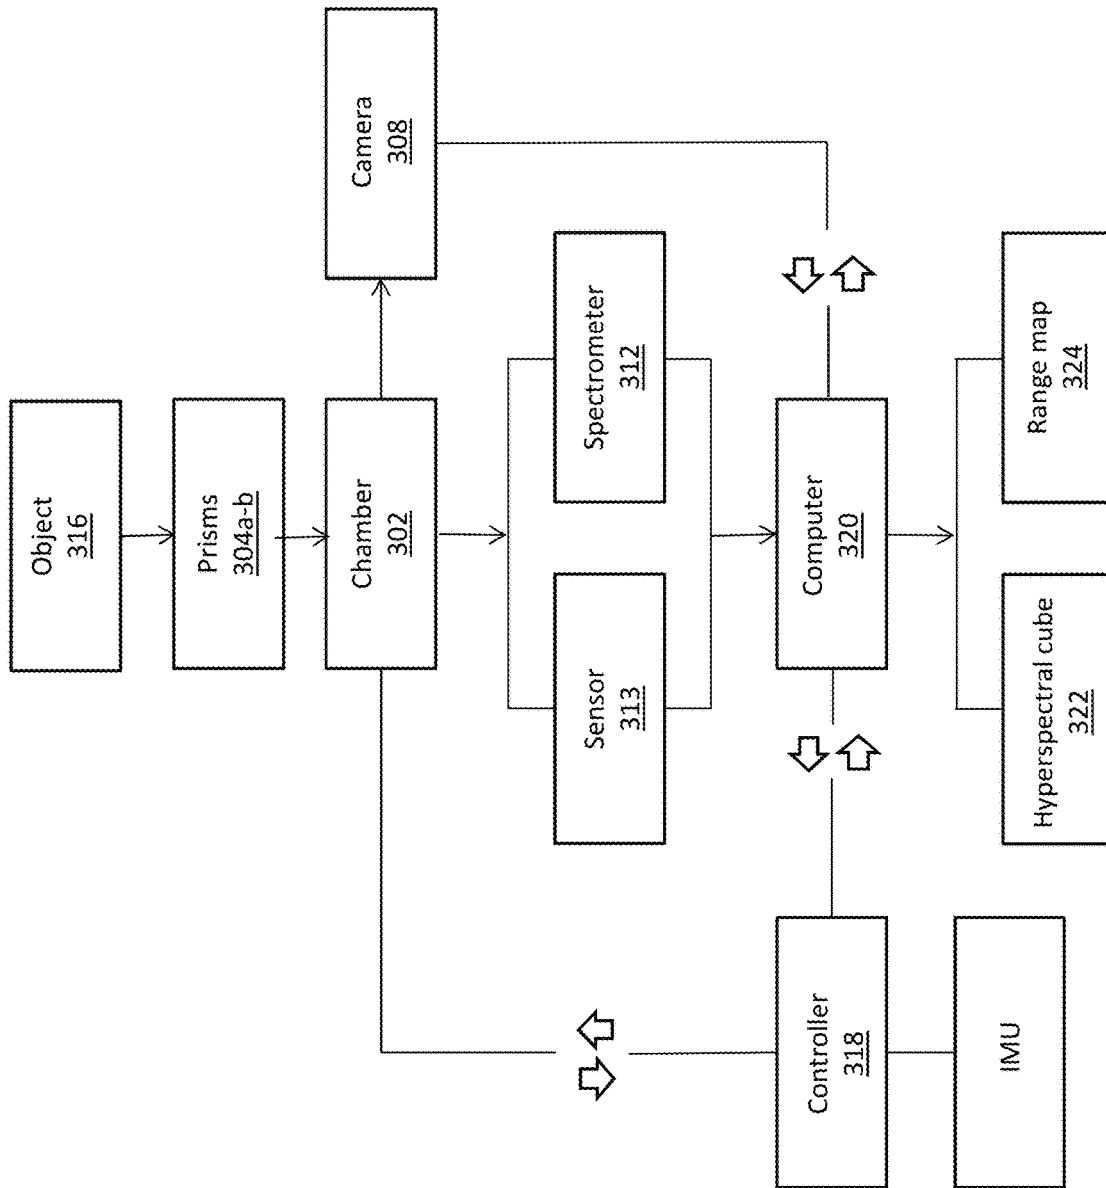 Object
316
Prisms
304a-b
Chamber
302
Camera
308
Sensor
313
Spectrometer
312
Controller
318
Computer
320
IMU
Hyperspectral cube
322
Range map
324